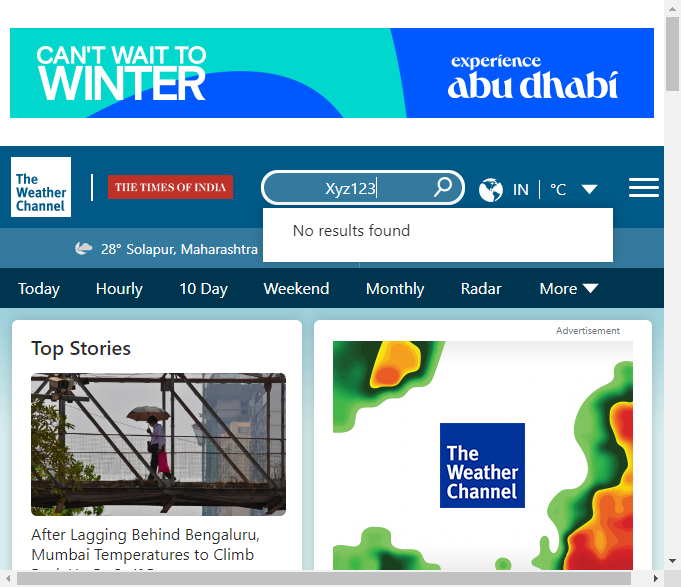 CAN'T WAIT TO
WINTER
experience
abu dhabi
The
Weather
Channel
THE TIMES OF INDIA
Xyz123
IN
°C
No results found
28° Solapur, Maharashtra
Today
Hourly
10 Day
Weekend
Monthly
Radar
More
Top Stories
After Lagging Behind Bengaluru,
Mumbai Temperatures to Climb
Advertisement
The
Weather
Channel